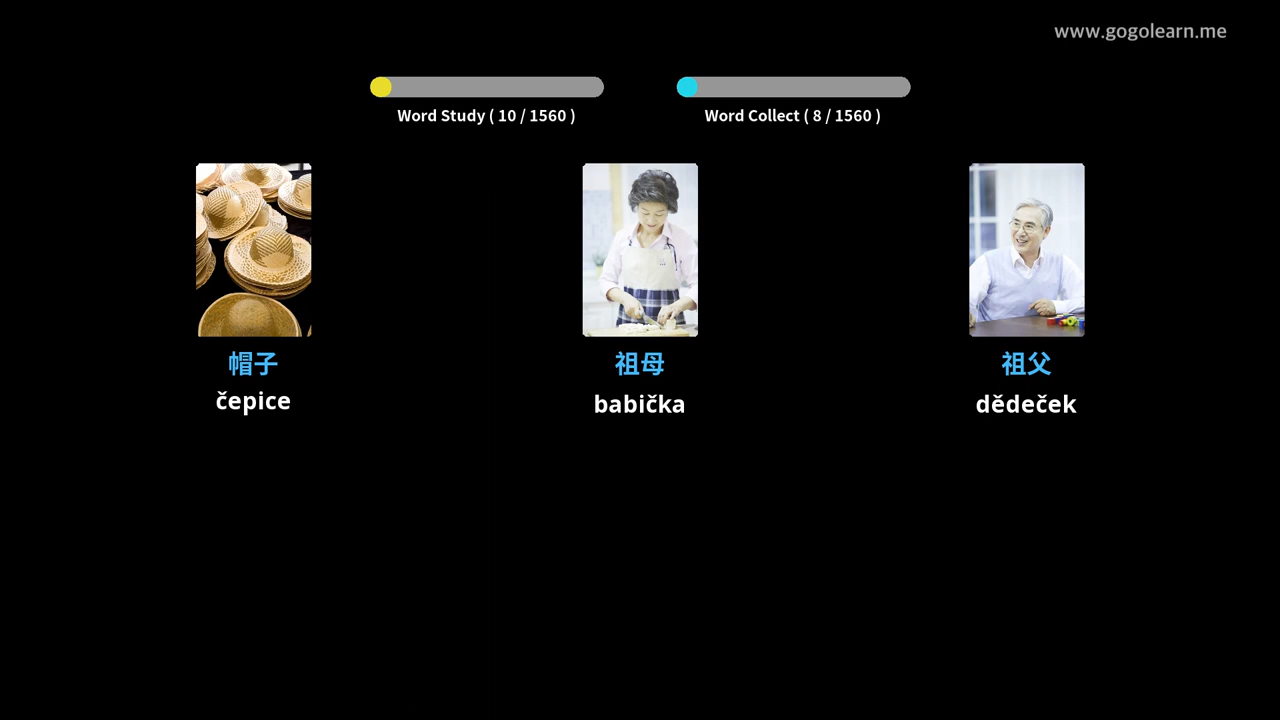 www.gogolearn.me
Word Study ( 10 / 1560 )
Word Collect ( 8 / 1560 )
帽子
čepice
祖母
babička
祖父
dědeček